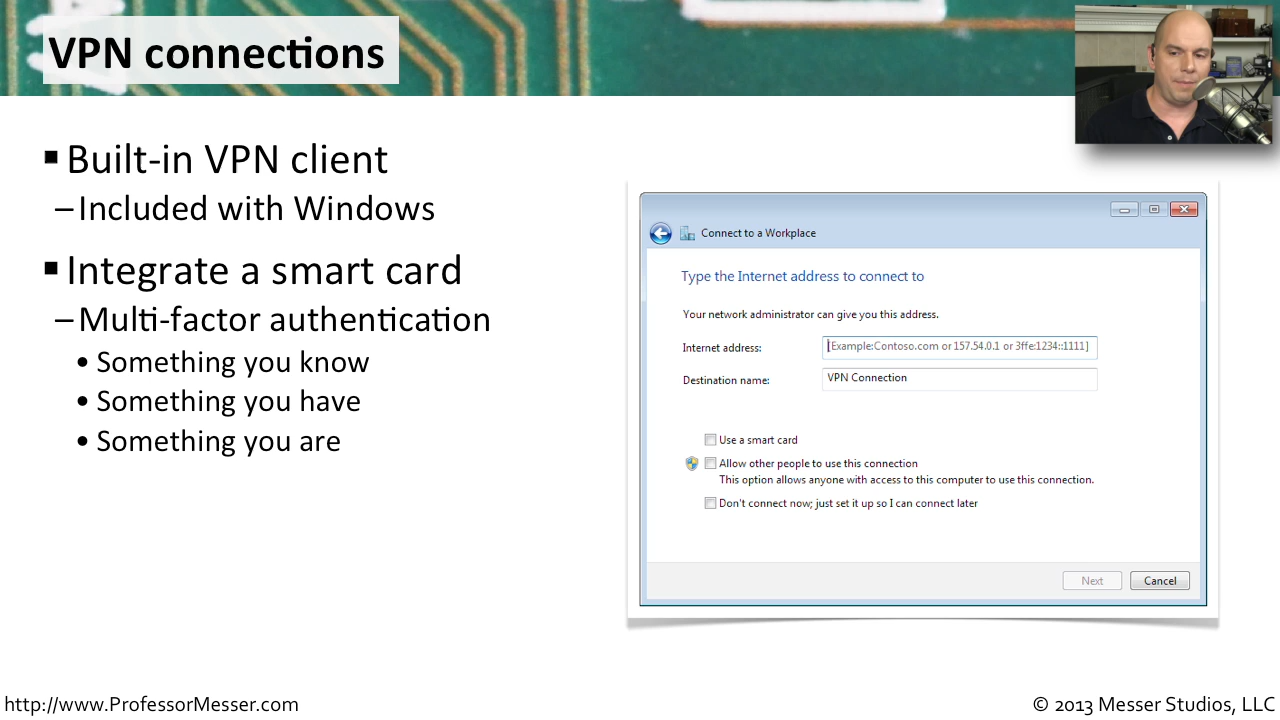 VPN connections
▪ Built-in VPN client
– Included with Windows
▪ Integrate a smart card
– Multi-factor authentication
• Something you know
• Something you have
• Something you are
Connect to a Workplace
Type the Internet address to connect to
Your network administrator can give you this address.
Internet address: [Example:Contoso.com or 157.54.0.1 or 3ffe:1234::1111]
Destination name: VPN Connection
Use a smart card
Allow other people to use this connection
This option allows anyone with access to this computer to use this connection.
Don't connect now; just set it up so I can connect later
Next Cancel
http://www.ProfessorMesser.com © 2013 Messer Studios, LLC